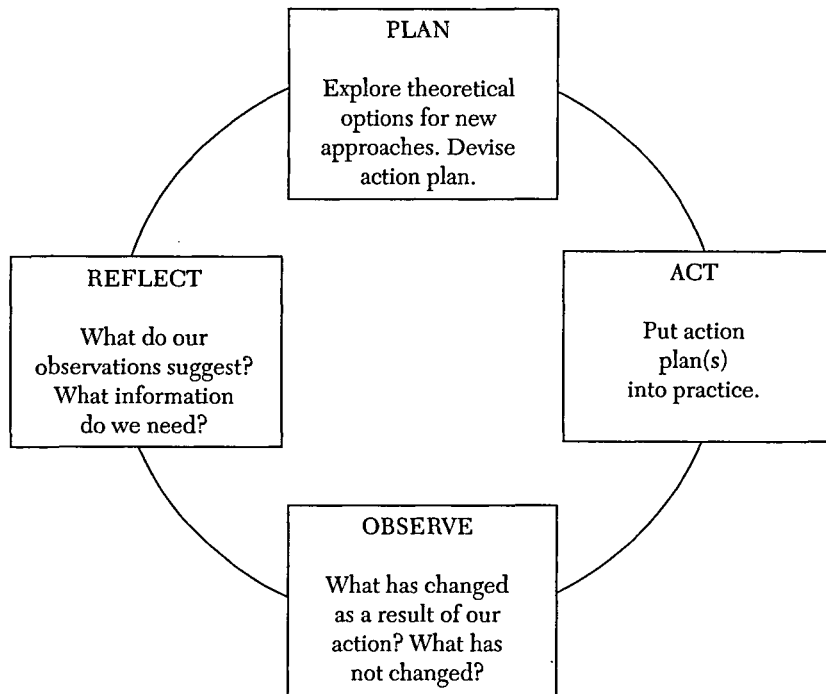 PLAN
Explore theoretical
options for new
approaches. Devise
action plan.
REFLECT
What do our
observations suggest?
What information
do we need?
ACT
Put action
plan(s)
into practice.
OBSERVE
What has changed
as a result of our
action? What has
not changed?